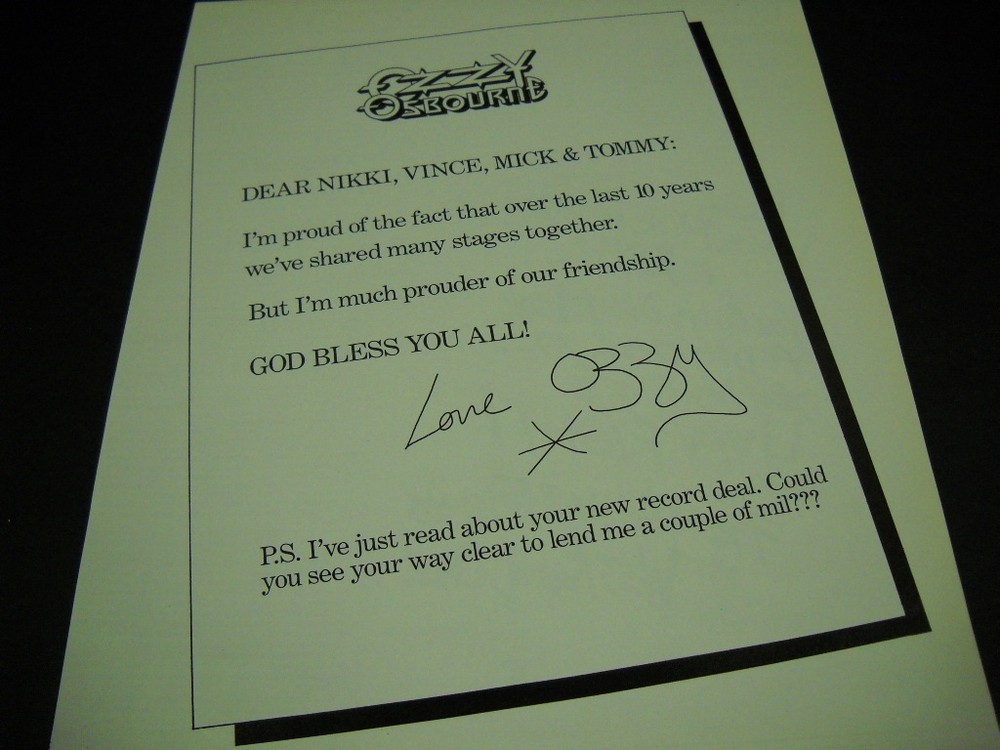 OZZY
OSBOURNE
DEAR NIKKI, VINCE, MICK & TOMMY:
I'm proud of the fact that over the last 10 years
we've shared many stages together.
But I'm much prouder of our friendship.
GOD BLESS YOU ALL!
Love OZZY
P.S. I've just read about your new record deal. Could
you see your way clear to lend me a couple of mil???